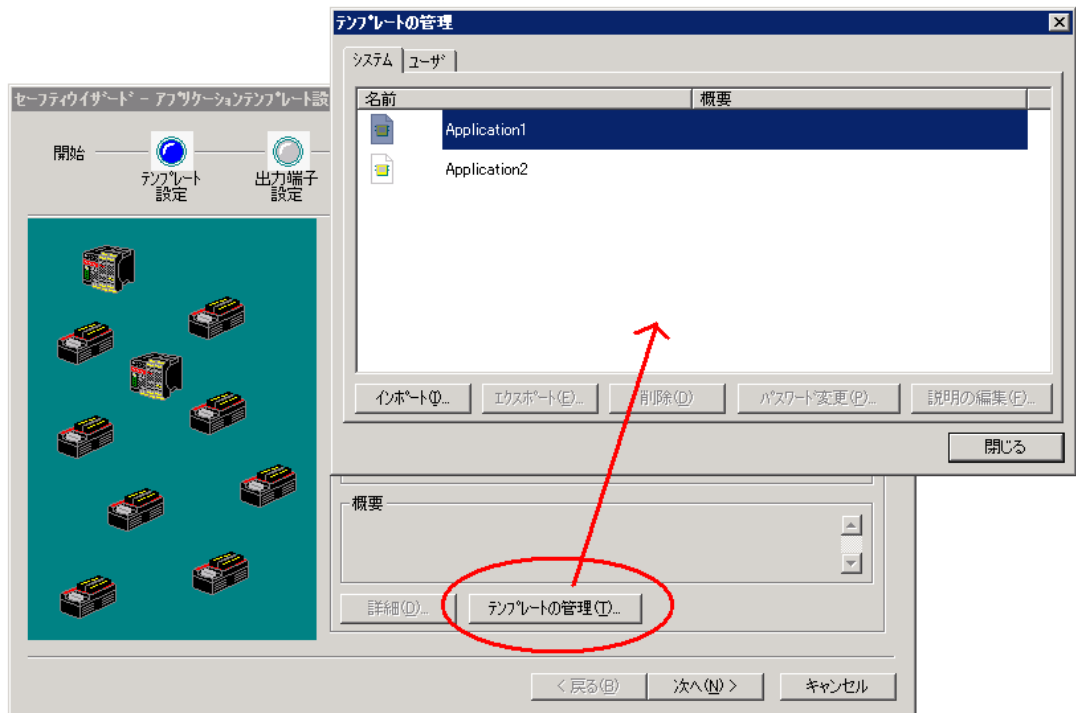 テンプレートの管理
システム
ユーザ
名前
概要
Application1
Application2
インポート(I)...
エクスポート(E)...
削除(D)
パスワード変更(P)...
説明の編集(F)...
閉じる
セーフティウイザード - アプリケーションテンプレート設
開始
テンプレート
設定
出力端子
設定
概要
詳細(D)...
テンプレートの管理(T)...
< 戻る(B)
次へ(N) >
キャンセル